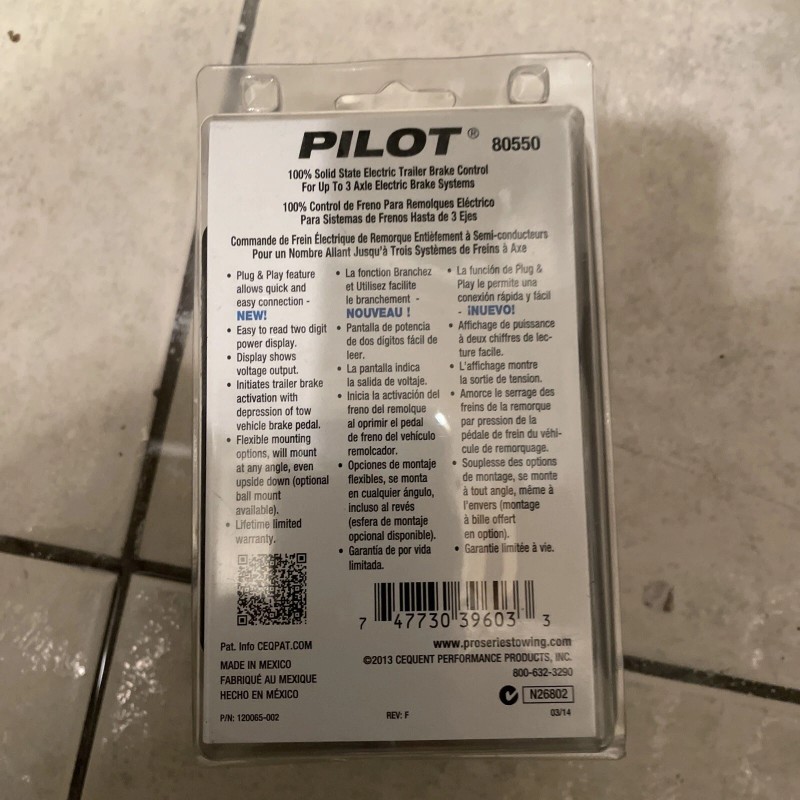 PILOT® 80550
100% Solid State Electric Trailer Brake Control
For Up To 3 Axle Electric Brake Systems
100% Control de Freno Para Remolques Eléctrico
Para Sistemas de Frenos Hasta de 3 Ejes
Commande de Frein Électrique de Remorque Entièfement à Semi-conducteurs
Pour un Nombre Allant Jusqu'à Trois Systèmes de Freins à Axe
• Plug & Play feature
allows quick and
easy connection -
NEW!
• Easy to read two digit
power display.
• Display shows
voltage output.
• Initiates trailer brake
activation with
depression of tow
vehicle brake pedal.
• Flexible mounting
options, will mount
at any angle, even
upside down (optional
ball mount
available).
• Lifetime limited
warranty.
• La fonction Branchez
et Utilisez facilite
le branchement -
NOUVEAU !
• Pantalla de potencia
de dos dígitos fácil de
leer.
• La pantalla indica
la salida de voltaje.
• Inicia la activación del
freno del remolque
al oprimir el pedal
de freno del vehículo
remolcador.
• Opciones de montaje
flexibles, se monta
en cualquier ángulo,
incluso al revés
(esfera de montaje
opcional disponible).
• Garantía de por vida
limitada.
• La función de Plug &
Play le permite una
conexión rápida y fácil
- ¡NUEVO!
• Affichage de puissance
à deux chiffres de lec-
ture facile.
• L'affichage montre
la sortie de tension.
• Amorce le serrage des
freins de la remorque
par pression de la
pédale de frein du véhi-
cule de remorquage.
• Souplesse des options
de montage, se monte
à tout angle, même à
l'envers (montage
à bille offert
en option).
• Garantie limitée à vie.
7 47730 39603 3
Pat. Info CEQPAT.COM
www.proseriestowing.com
MADE IN MEXICO
©2013 CEQUENT PERFORMANCE PRODUCTS, INC.
FABRIQUÉ AU MEXIQUE
800-632-3290
HECHO EN MÉXICO
N26802
P/N: 120065-002
REV: F
03/14